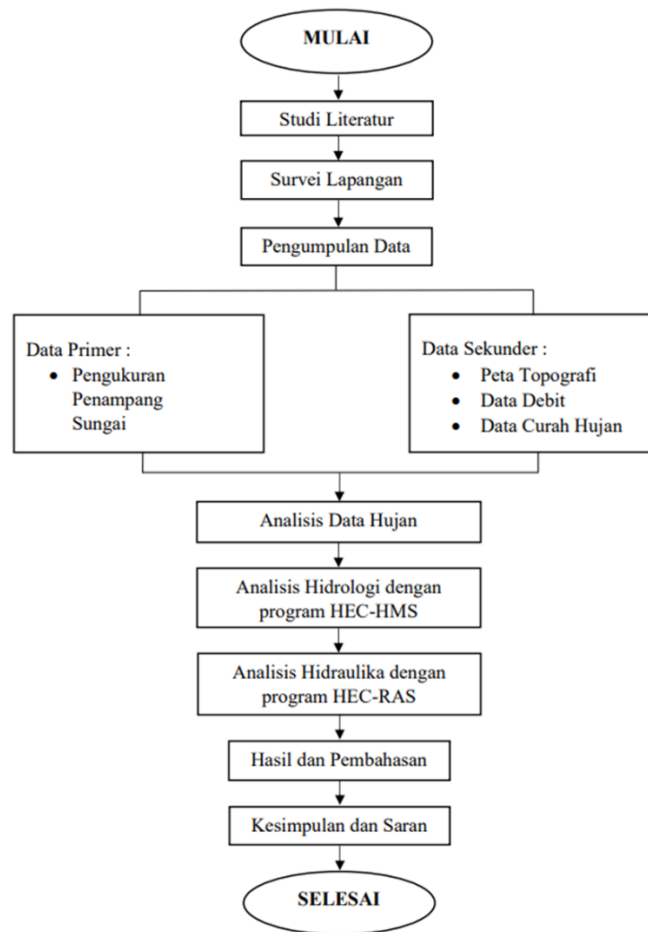 MULAI
Studi Literatur
Survei Lapangan
Pengumpulan Data
Data Primer :
• Pengukuran
Penampang
Sungai
Data Sekunder :
• Peta Topografi
• Data Debit
• Data Curah Hujan
Analisis Data Hujan
Analisis Hidrologi dengan
program HEC-HMS
Analisis Hidraulika dengan
program HEC-RAS
Hasil dan Pembahasan
Kesimpulan dan Saran
SELESAI